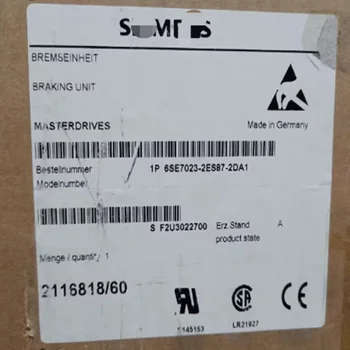 BREMSEINHEIT
BRAKING UNIT
MASTERDRIVES
Made in Germany
Bestellnummer 1P 6SE7023-2ES87-2DA1
Modelnumber
S F2U3022700 Erz.Stand A
product state
Menge / quantity 1
2116818/60
145153 LR21927